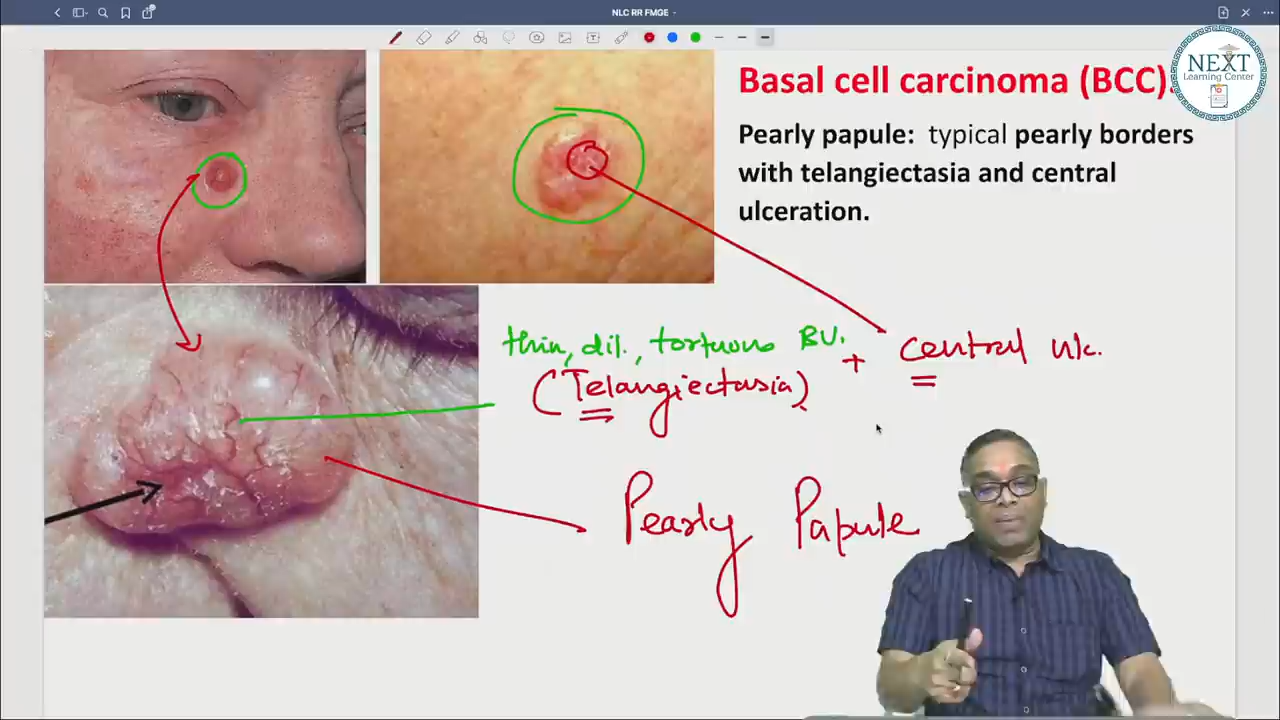 NLC RR FMGE
NEXT
Learning Center
Basal cell carcinoma (BCC)
Pearly papule: typical pearly borders
with telangiectasia and central
ulceration.
thin, dil., tortuous BV.
(Telangiectasia)
+
central ulc.
Pearly Papule